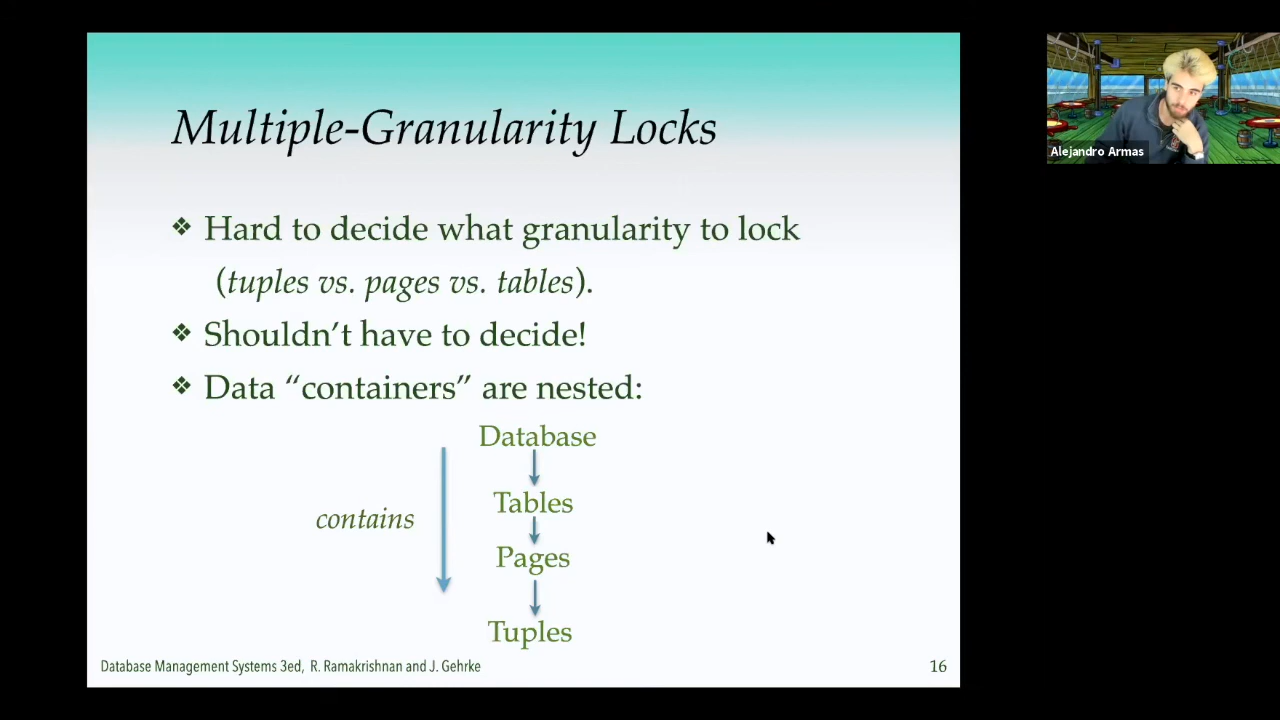 Multiple-Granularity Locks
❖ Hard to decide what granularity to lock
(tuples vs. pages vs. tables).
❖ Shouldn't have to decide!
❖ Data “containers” are nested:
Database
Tables
contains
Pages
Tuples
Database Management Systems 3ed, R. Ramakrishnan and J. Gehrke
16
Alejandro Armas